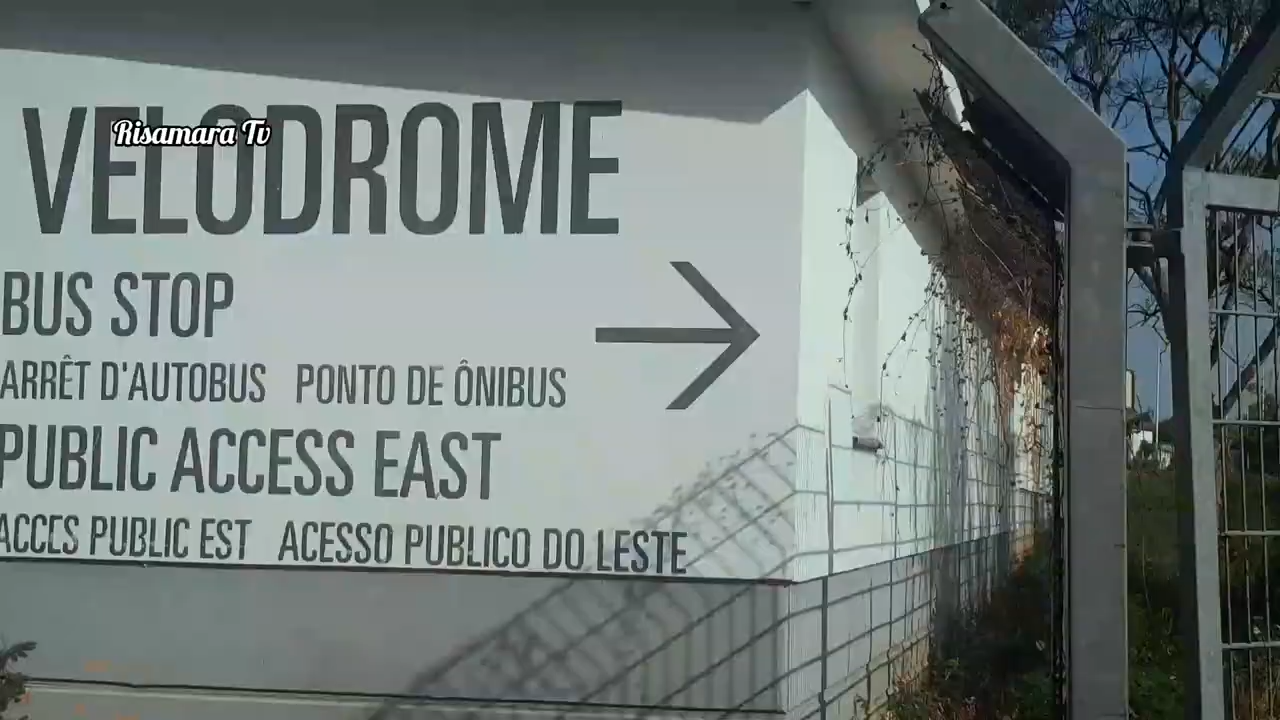 VELODROME
Risamara Tv
BUS STOP
ARRÊT D'AUTOBUS PONTO DE ÔNIBUS
PUBLIC ACCESS EAST
ACCES PUBLIC EST ACESSO PUBLICO DO LESTE